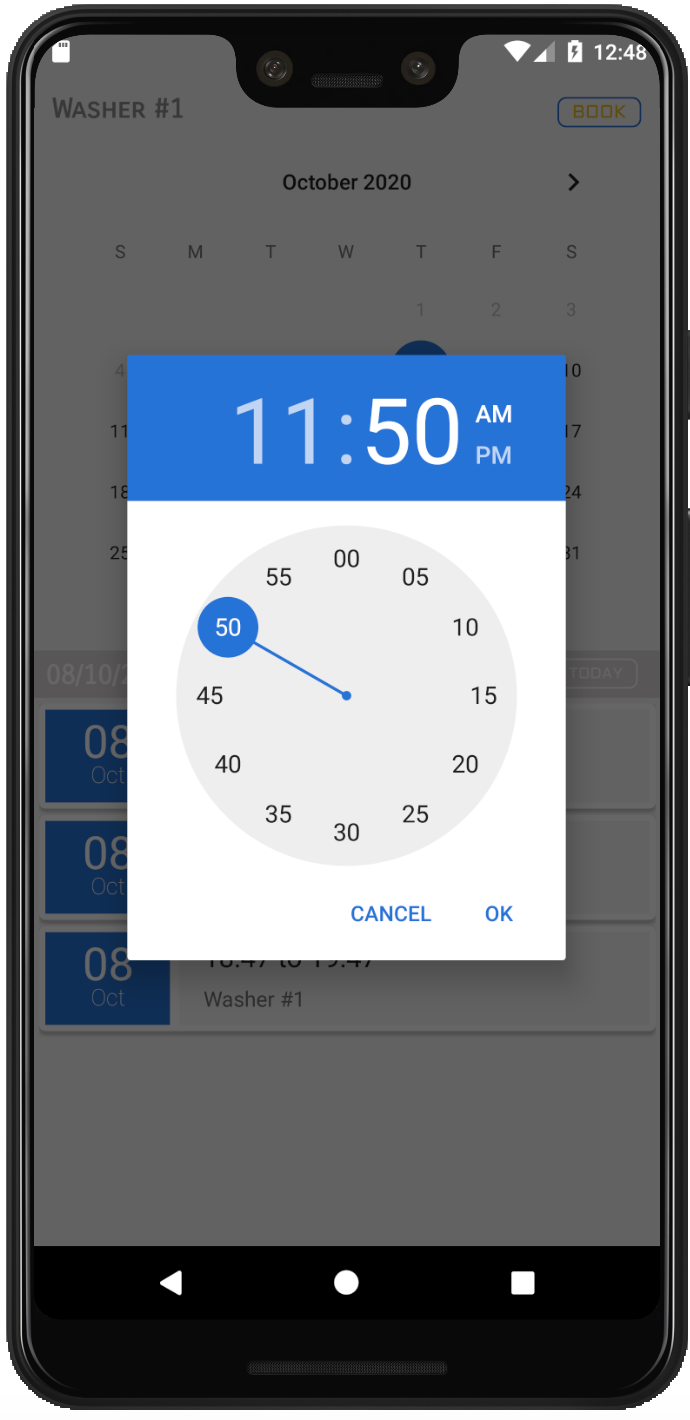 12:48
Washer #1 BOOK
October 2020
S M T W T F S
1 2 3
4 10
11 17
18 24
25 31
11:50 AM
PM
00
55 05
50 10
45 15
40 20
35 25
30
CANCEL OK
08/10/ TODAY
08
Oct
08
Oct
08 18:47 to 19:47
Oct Washer #1